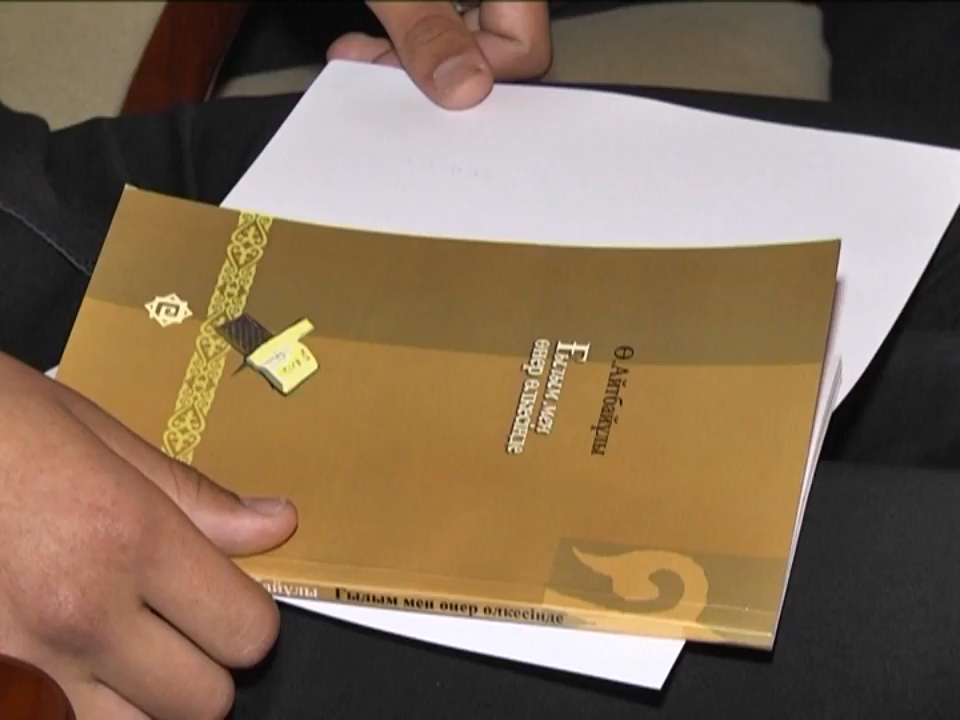 Ө.Айтбайұлы
Ғылым мен
өнер өлкесінде
Ғылым мен өнер өлкесінде